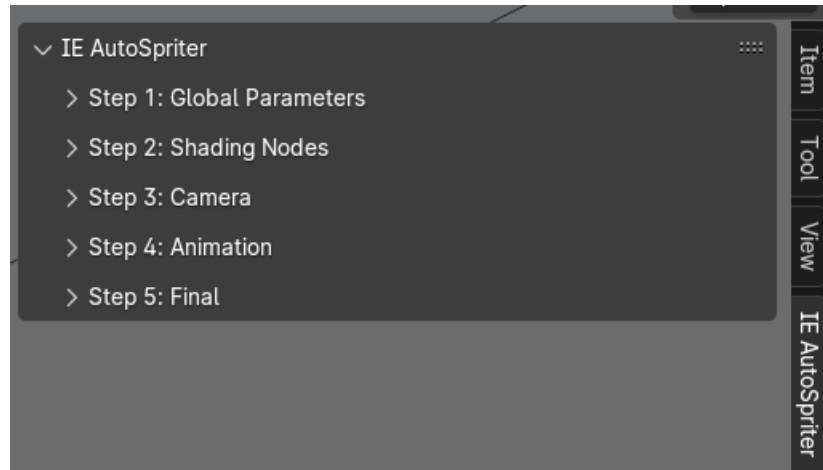 IE AutoSpriter
Step 1: Global Parameters
Step 2: Shading Nodes
Step 3: Camera
Step 4: Animation
Step 5: Final
Item
Tool
View
IE AutoSpriter